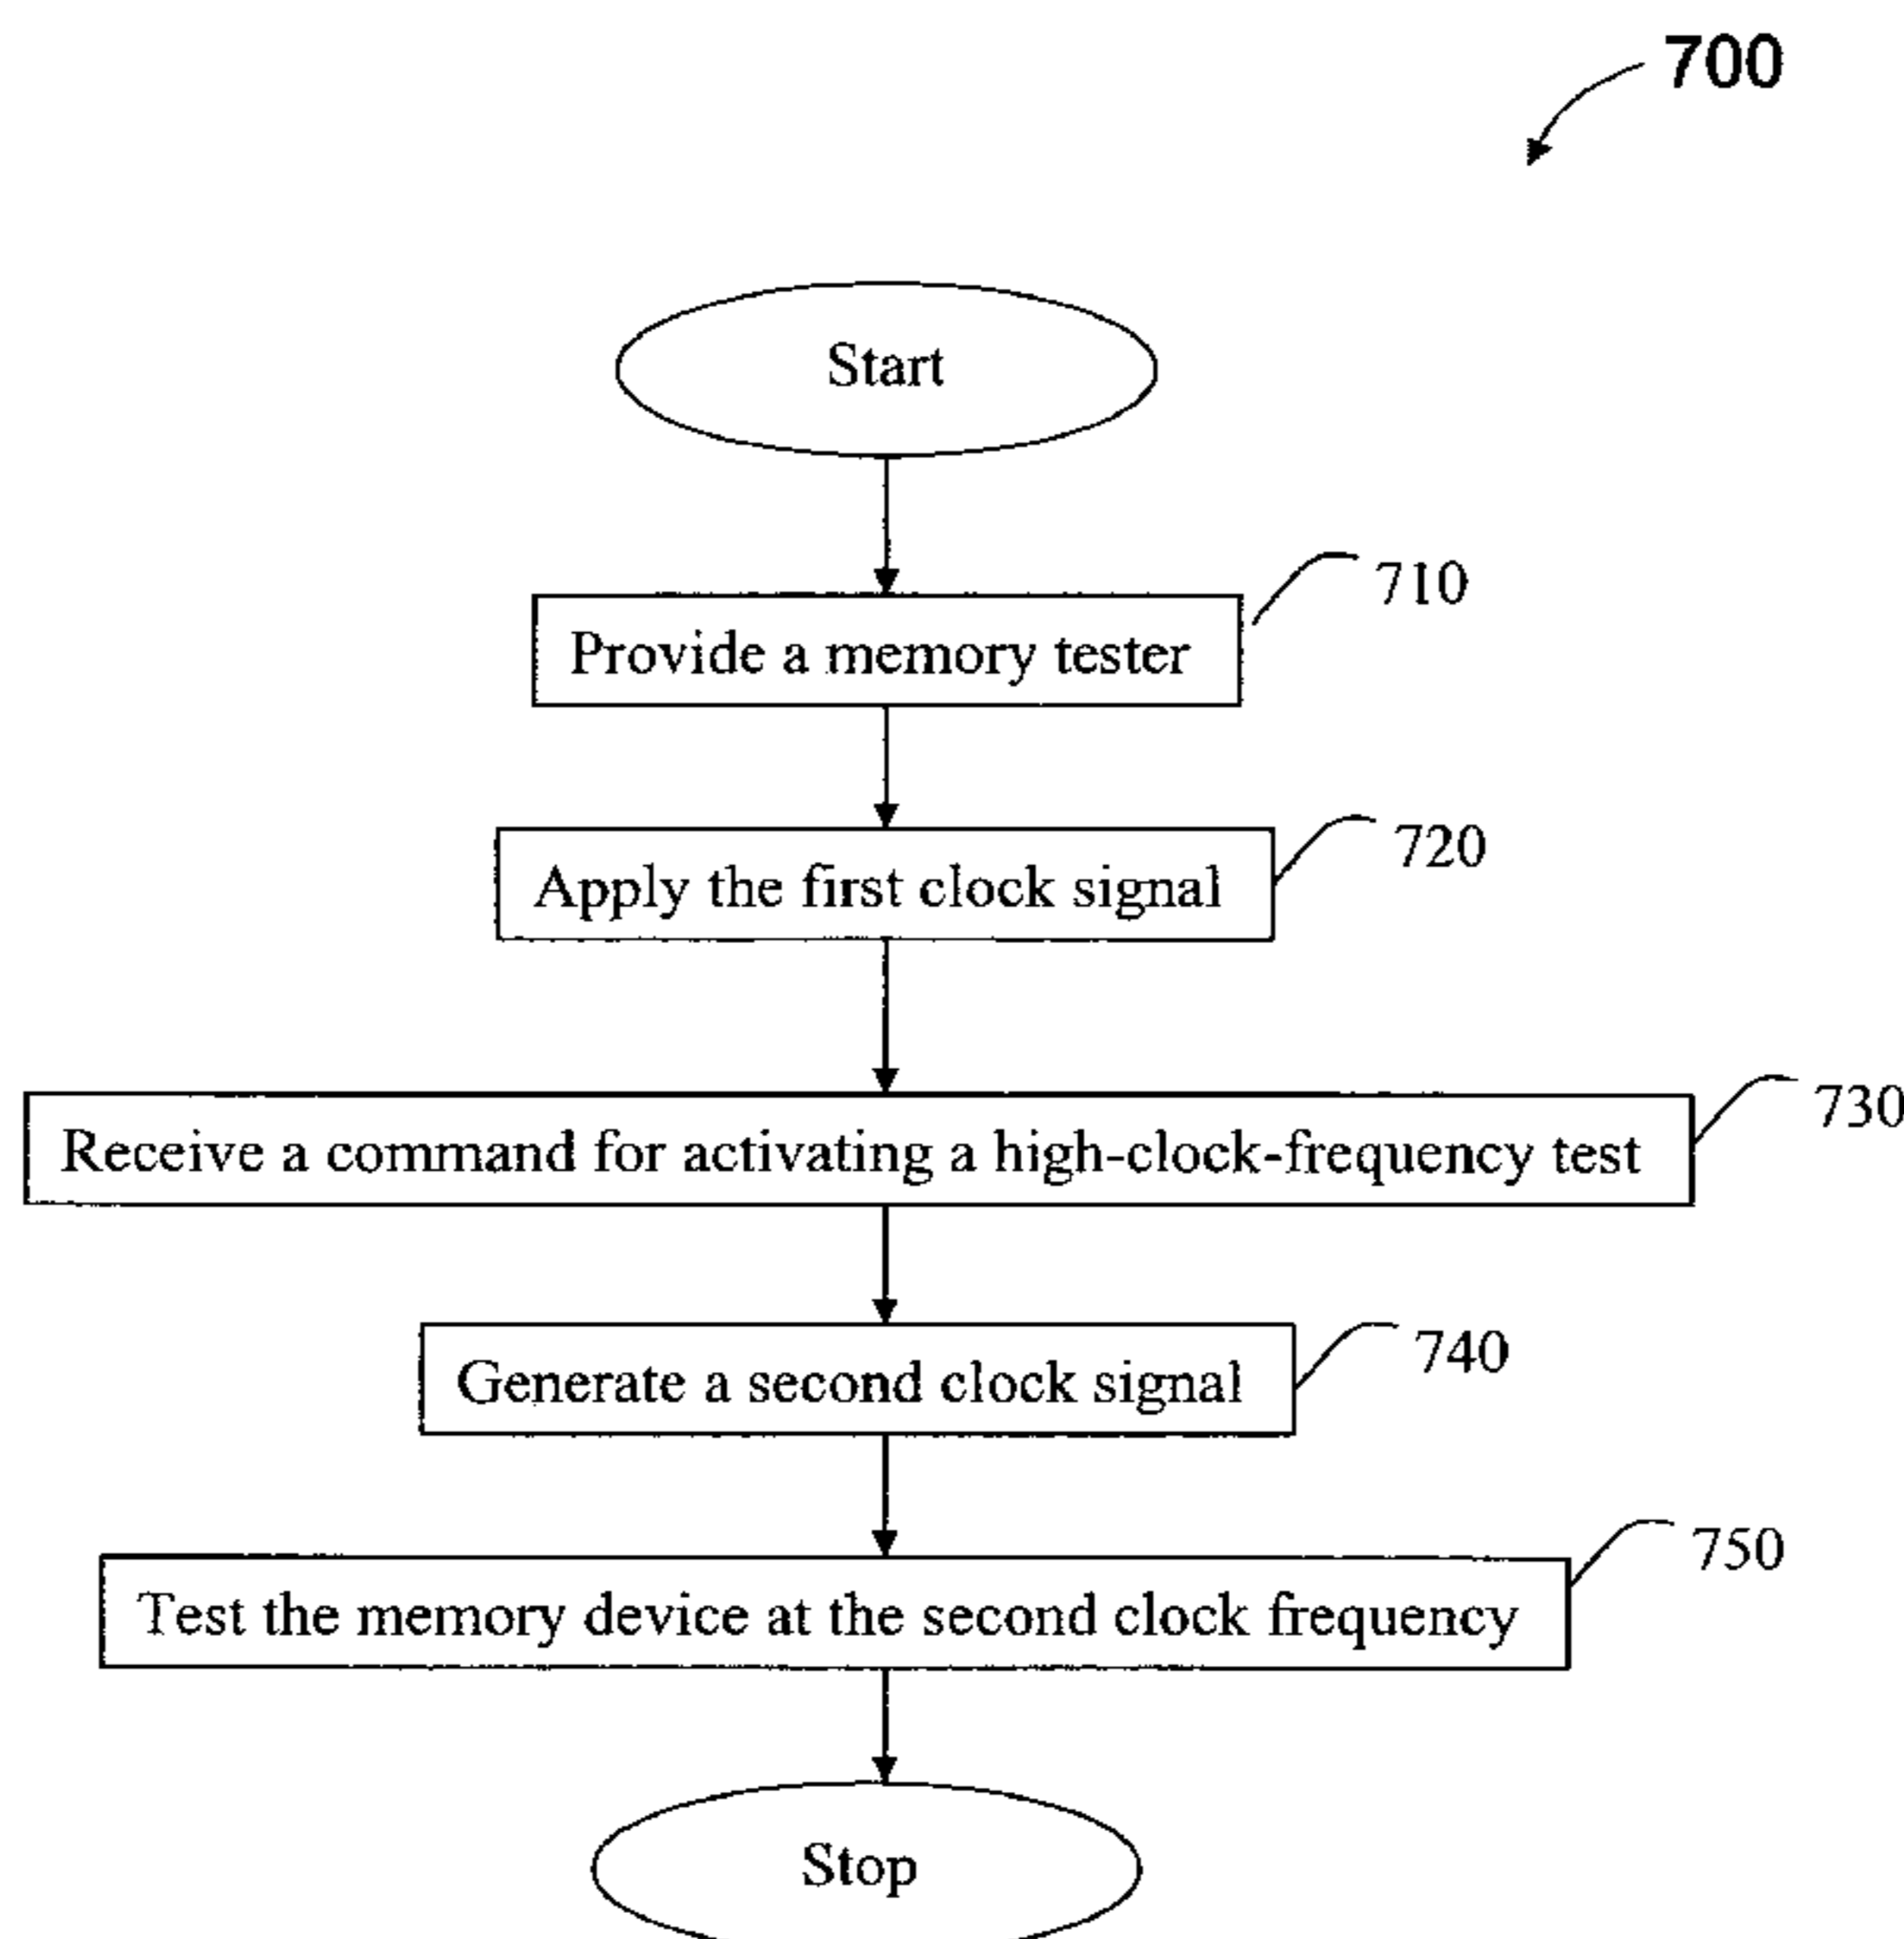 700
Start
710
Provide a memory tester
720
Apply the first clock signal
730
Receive a command for activating a high-clock-frequency test
740
Generate a second clock signal
750
Test the memory device at the second clock frequency
Stop